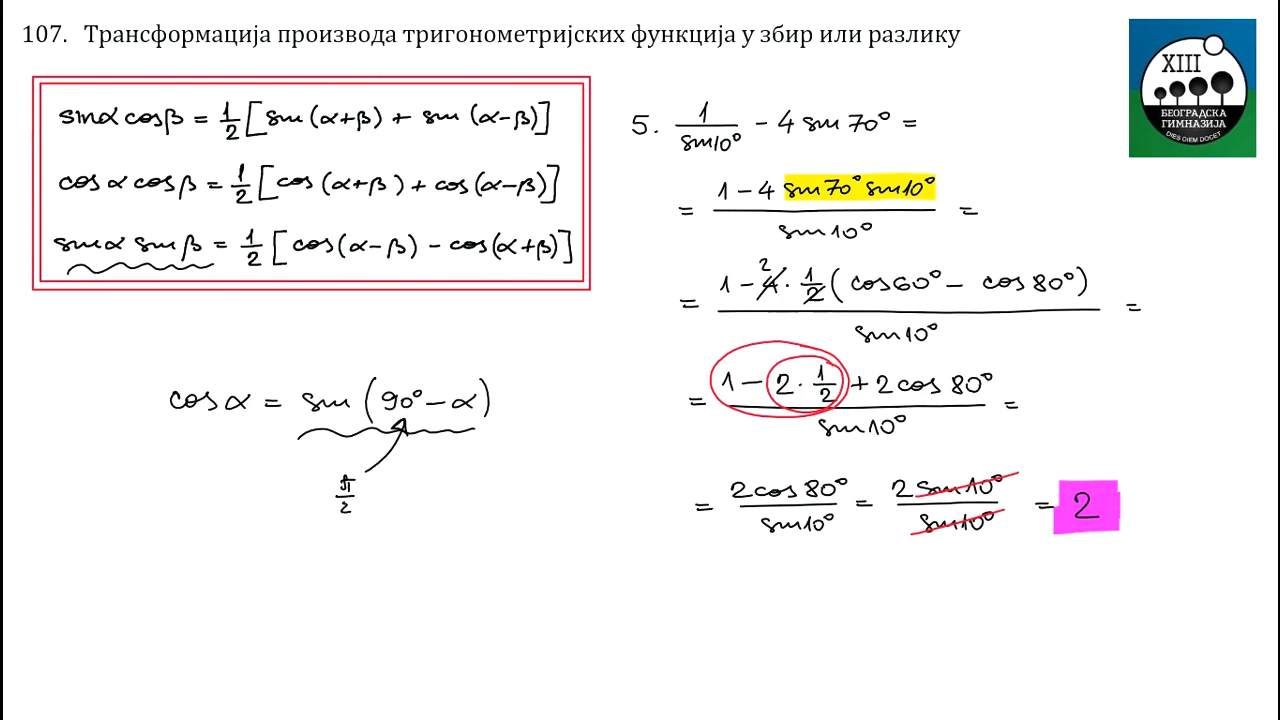 107. Трансформација производа тригонометријских функција у збир или разлику
XIII
БЕОГРАДСКА
ГИМНАЗИЈА
DIES DIEM DOCET
sinα cosβ = 1/2 [sin(α+β) + sin(α-β)]
cosα cosβ = 1/2 [cos(α+β) + cos(α-β)]
sinα sinβ = 1/2 [cos(α-β) - cos(α+β)]
cosα = sin(90° - α)
π/2
5. 1/sin10° - 4 sin70° =
= (1 - 4 sin70° sin10°)/sin10° =
= (1 - 4 · 1/2 (cos60° - cos80°))/sin10° =
2
= (1 - 2 · 1/2 + 2cos80°)/sin10° =
= 2cos80°/sin10° = 2sin10°/sin10° = 2